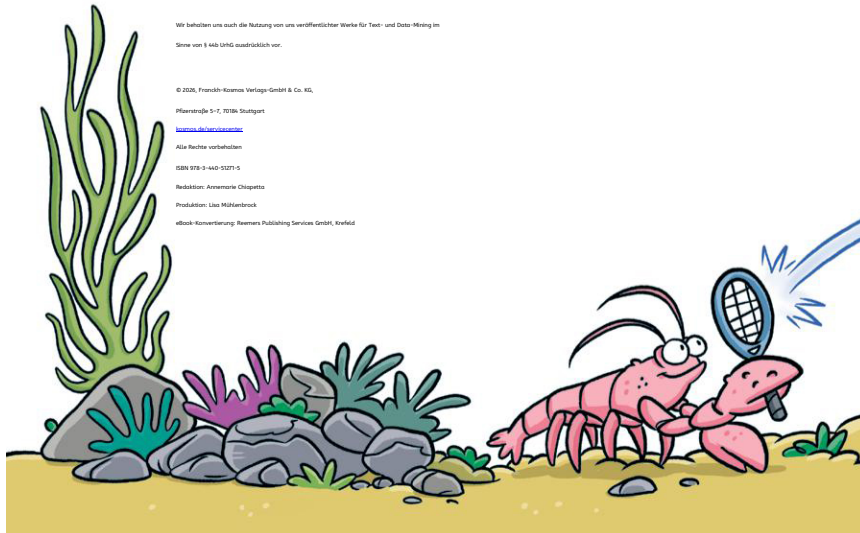 Wir behalten uns auch die Nutzung von uns veröffentlichter Werke für Text- und Data-Mining im
Sinne von § 44b UrhG ausdrücklich vor.
© 2026, Franckh-Kosmos Verlags-GmbH & Co. KG,
Pfizerstraße 5–7, 70184 Stuttgart
kosmos.de/servicecenter
Alle Rechte vorbehalten
ISBN 978-3-440-51271-5
Redaktion: Annemarie Chiapetta
Produktion: Lisa Mühlenbrock
eBook-Konvertierung: Reemers Publishing Services GmbH, Krefeld